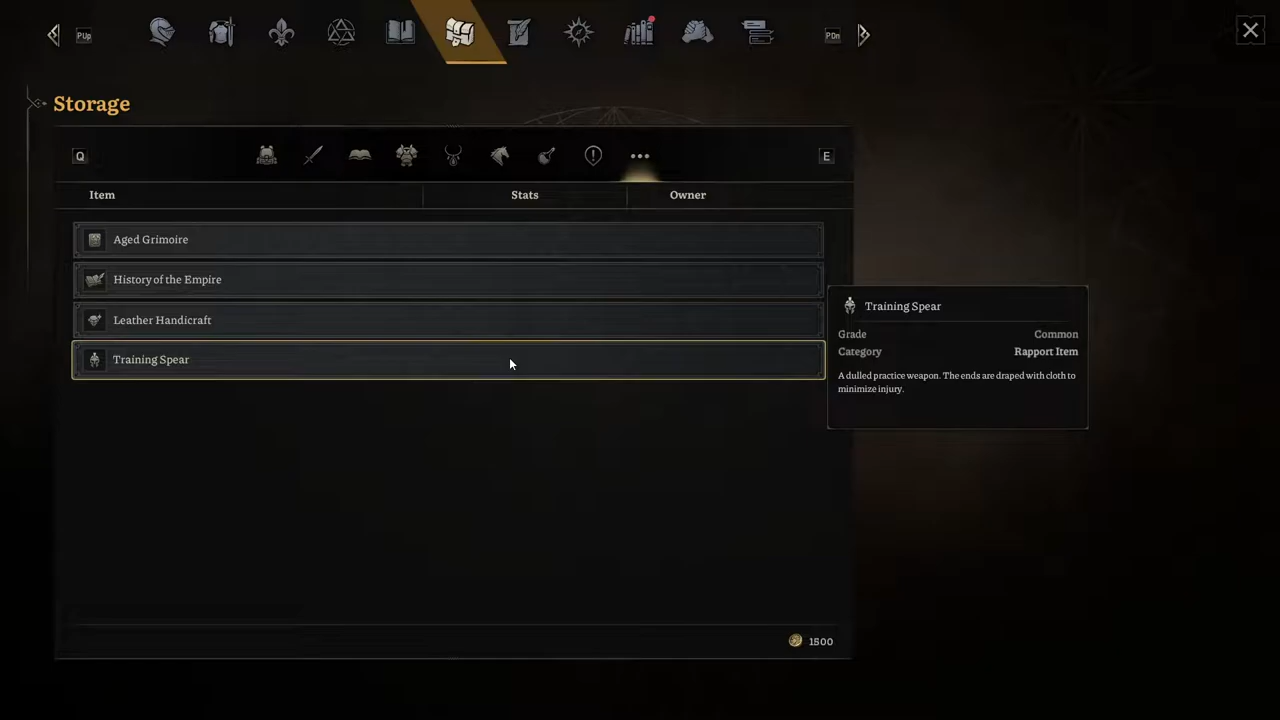 PUp
PDn
Storage
Q
E
Item Stats Owner
Aged Grimoire
History of the Empire
Leather Handicraft
Training Spear
Training Spear
Grade Common
Category Rapport Item
A dulled practice weapon. The ends are draped with cloth to
minimize injury.
1500